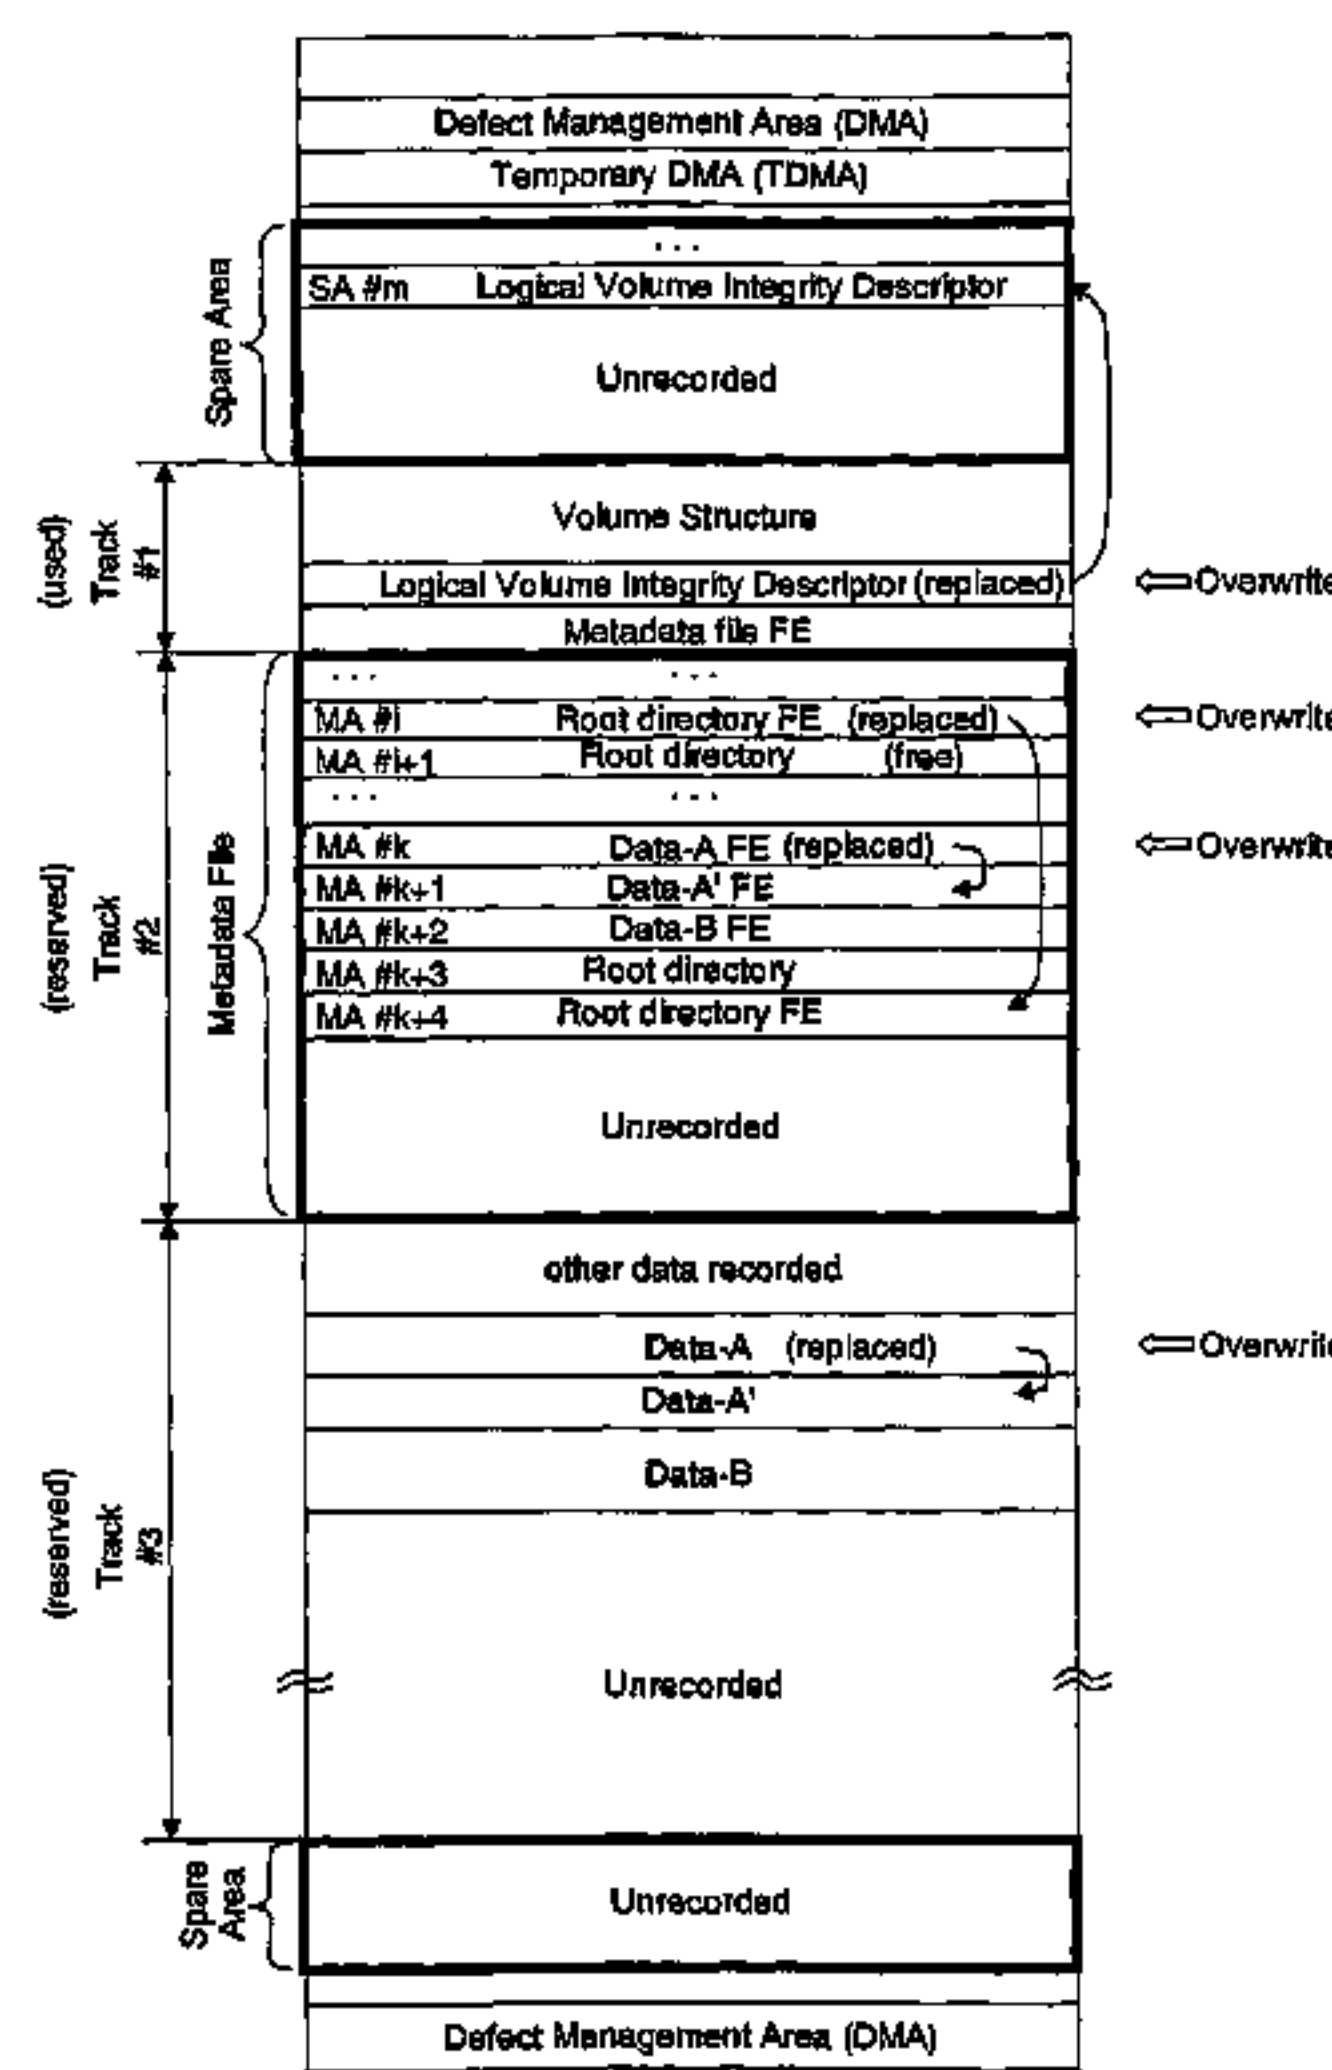 Defect Management Area (DMA)
Temporary DMA (TDMA)
Spare Area
. . .
SA #m Logical Volume Integrity Descriptor
Unrecorded
(used)
Track
#1
Volume Structure
Logical Volume Integrity Descriptor (replaced)
Overwrite
Metadata file FE
(reserved)
Track
#2
Metadata File
. . . . . .
MA #i Root directory FE (replaced)
Overwrite
MA #i+1 Root directory (free)
. . . . . .
MA #k Data-A FE (replaced)
Overwrite
MA #k+1 Data-A' FE
MA #k+2 Data-B FE
MA #k+3 Root directory
MA #k+4 Root directory FE
Unrecorded
(reserved)
Track
#3
other data recorded
Data-A (replaced)
Overwrite
Data-A'
Data-B
Unrecorded
Spare
Area
Unrecorded
Defect Management Area (DMA)